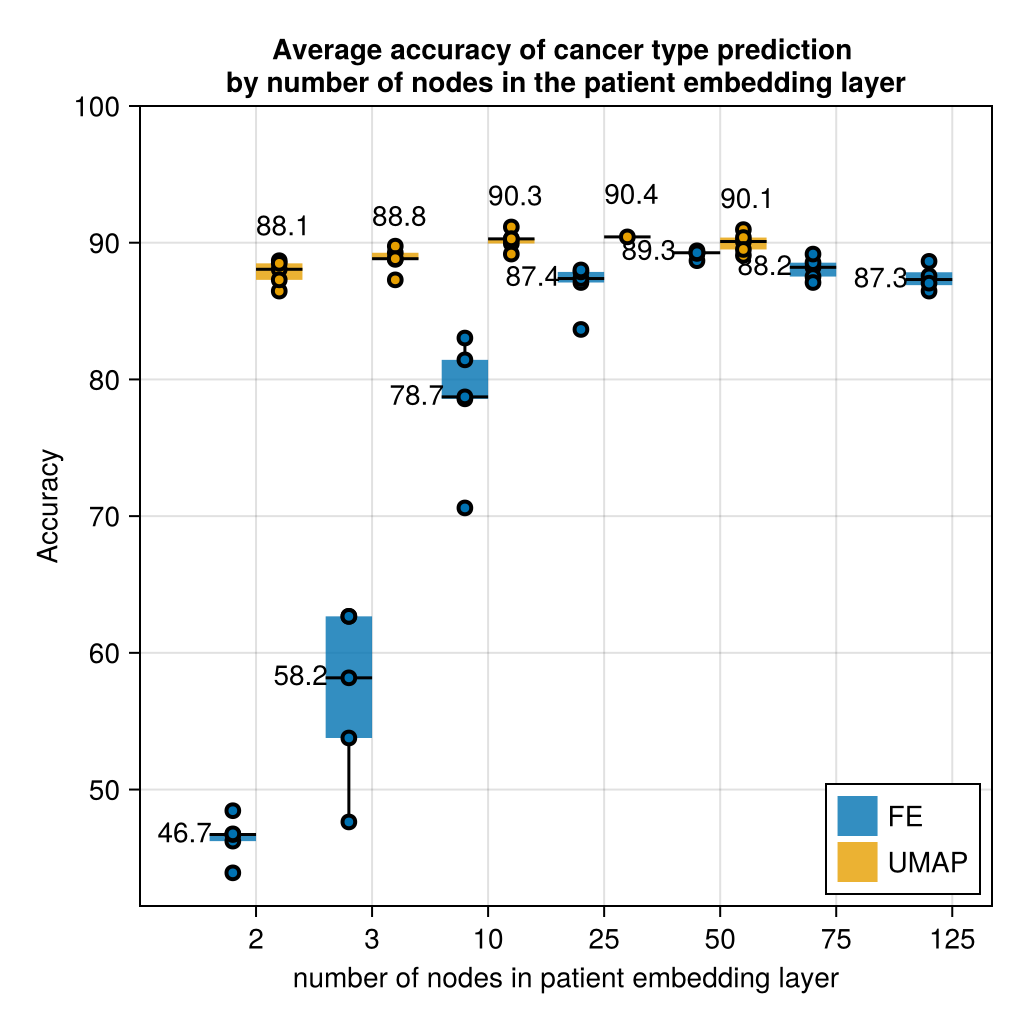 Average accuracy of cancer type prediction
by number of nodes in the patient embedding layer
100
90
80
70
60
50
Accuracy
88.1
88.8
90.3
90.4
90.1
87.4
89.3
88.2
87.3
78.7
58.2
46.7
FE
UMAP
2 3 10 25 50 75 125
number of nodes in patient embedding layer